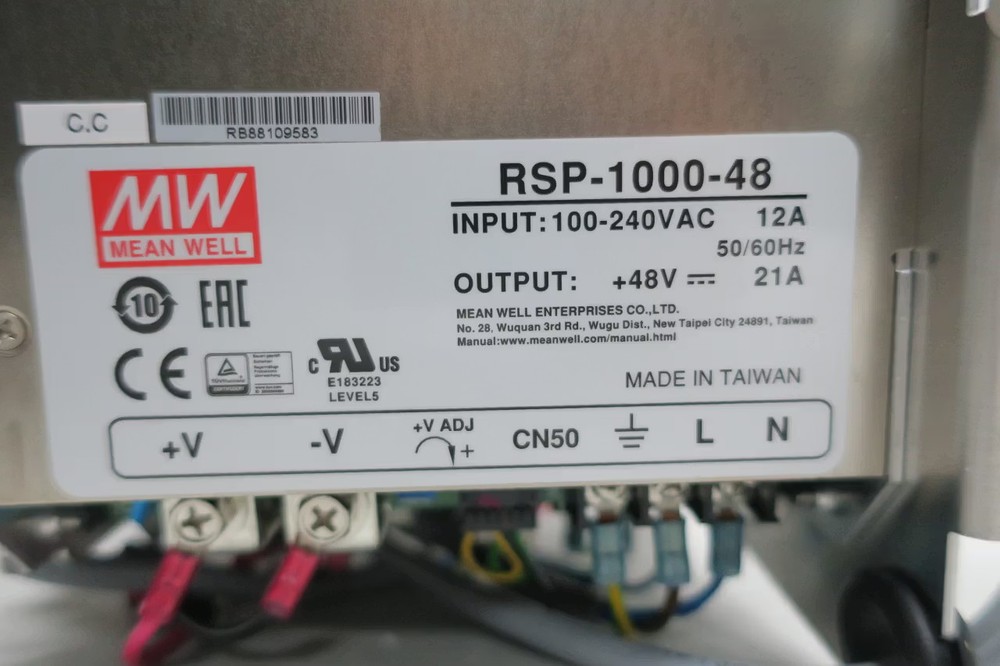 C.C
RB88109583
MW
MEAN WELL
RSP-1000-48
INPUT: 100-240VAC 12A
50/60Hz
OUTPUT: +48V 21A
MEAN WELL ENTERPRISES CO.,LTD.
No. 28, Wuquan 3rd Rd., Wugu Dist., New Taipei City 24891, Taiwan
Manual:www.meanwell.com/manual.html
10
EAC
CE
c RU US
E183223
LEVEL5
MADE IN TAIWAN
+V -V +V ADJ + CN50 L N